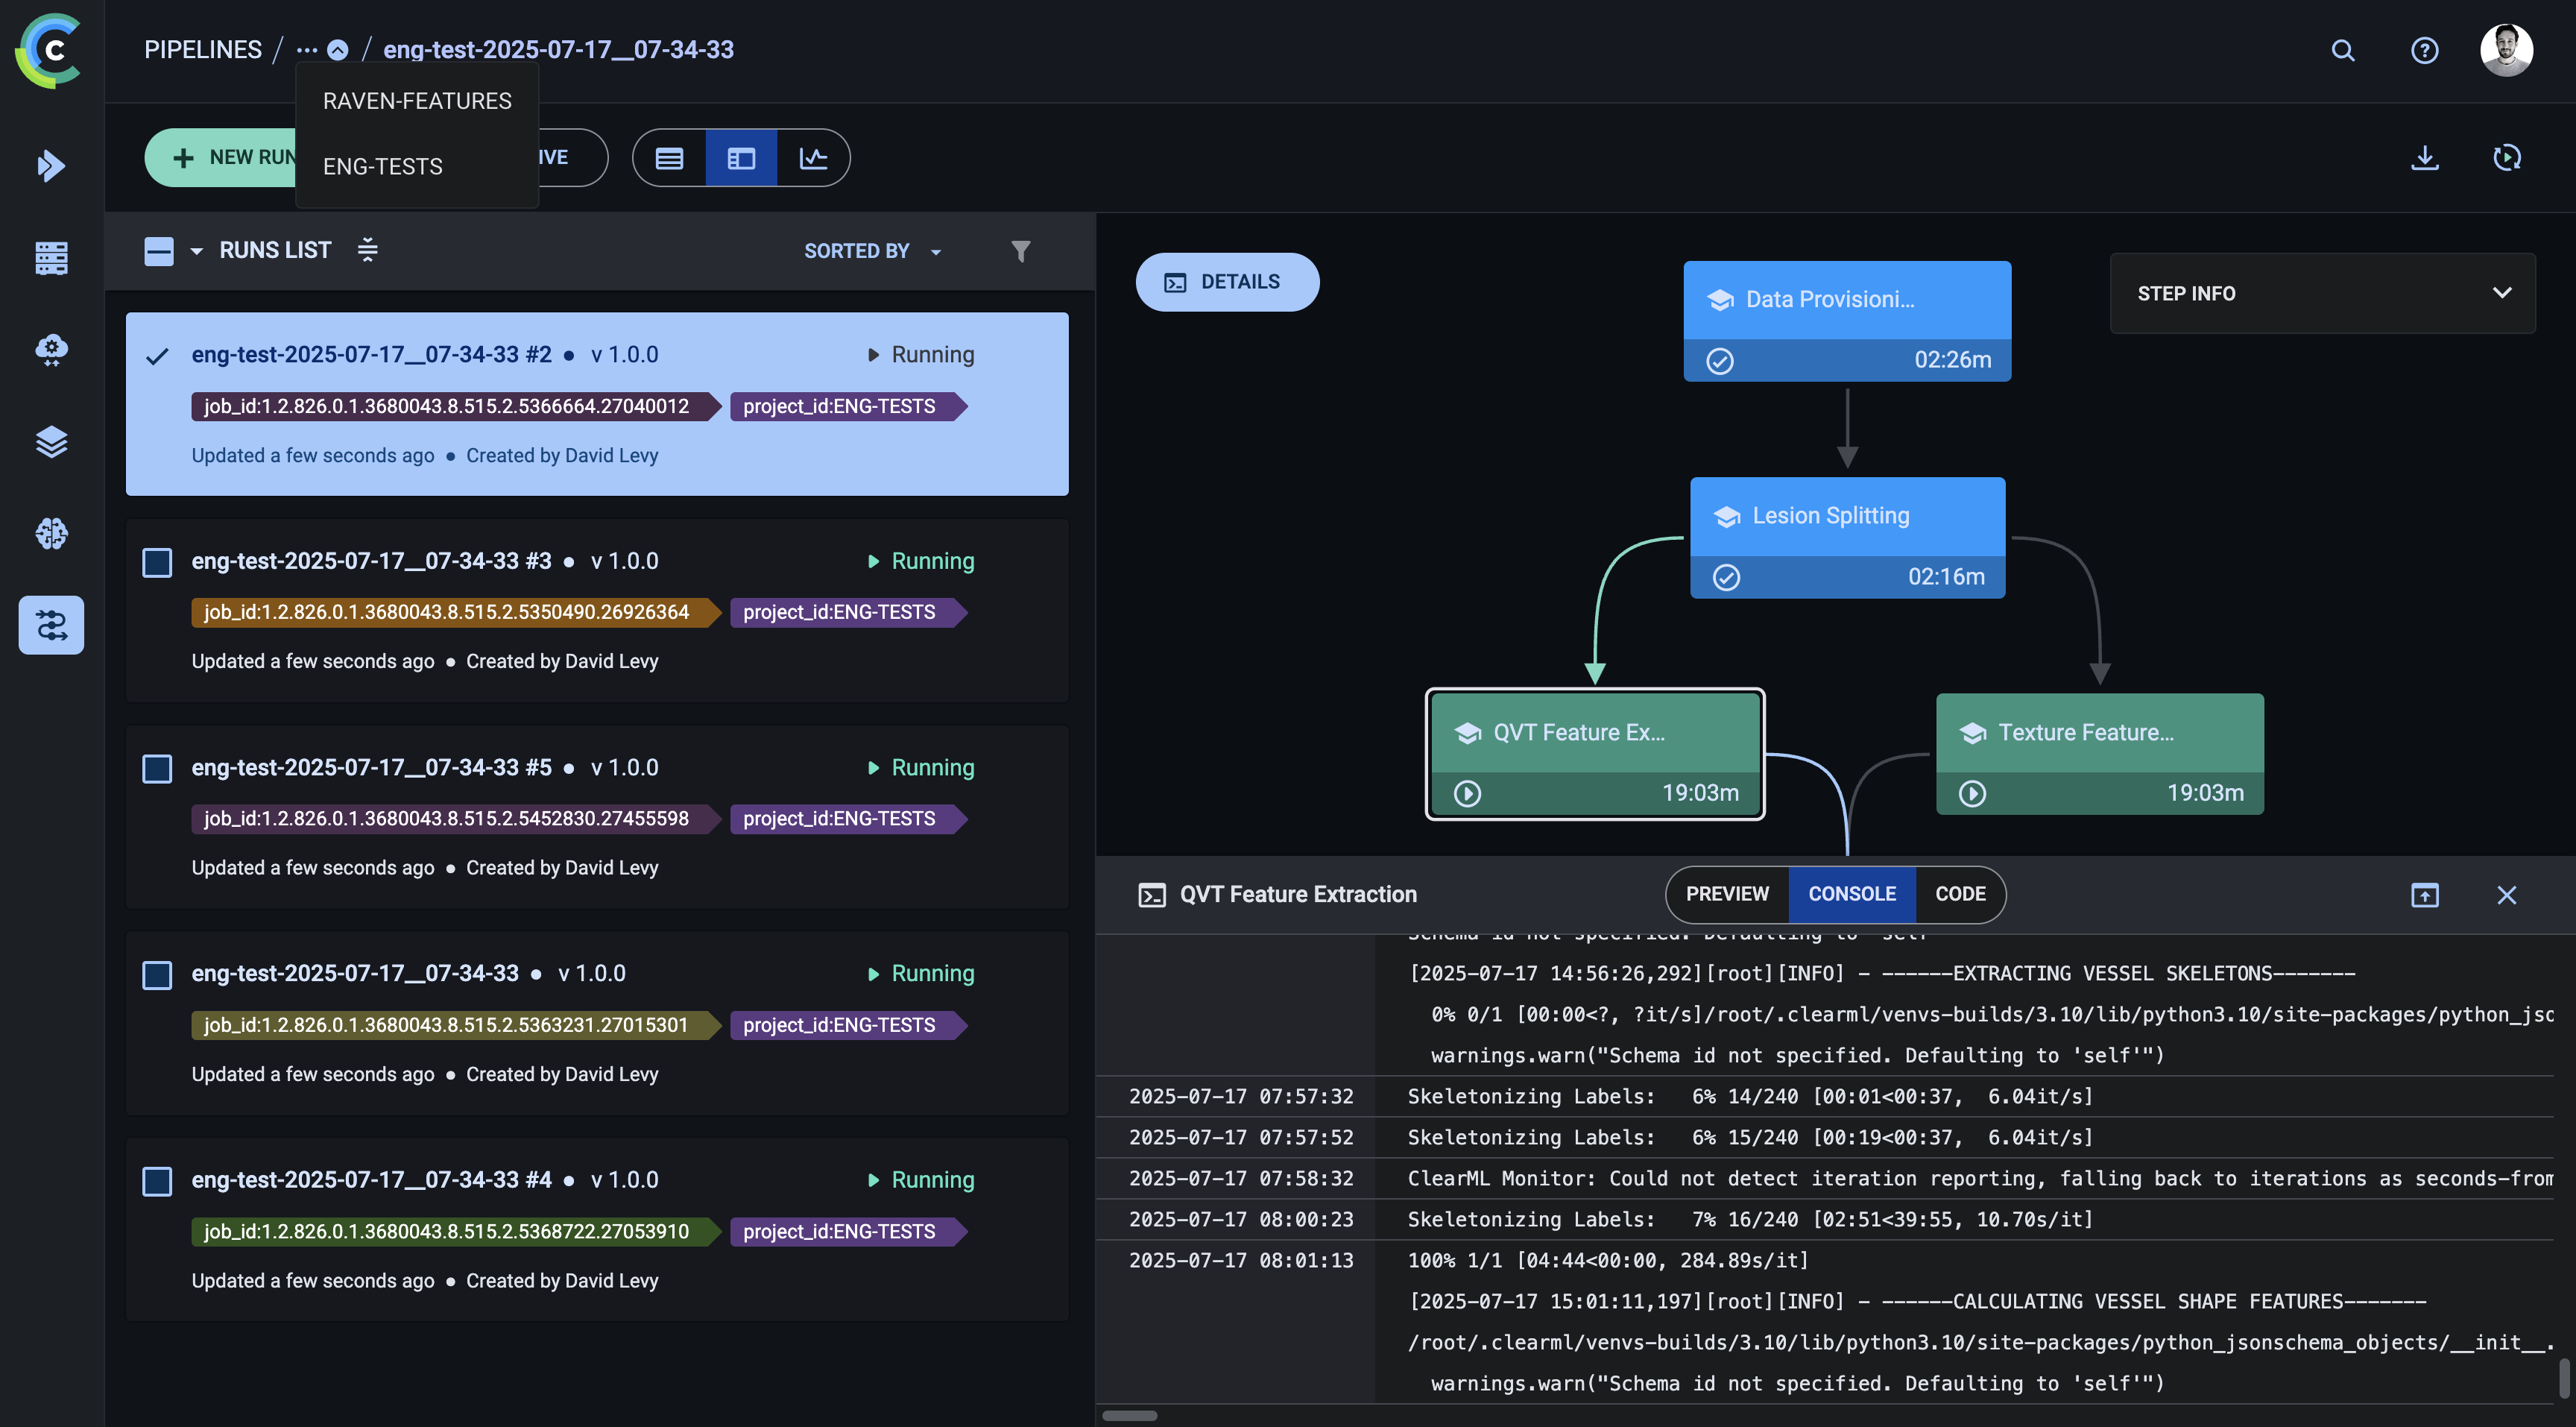 PIPELINES / ... / eng-test-2025-07-17__07-34-33
RAVEN-FEATURES
ENG-TESTS
NEW RUN
IVE
RUNS LIST
SORTED BY
eng-test-2025-07-17__07-34-33 #2 • v 1.0.0 Running
job_id:1.2.826.0.1.3680043.8.515.2.5366664.27040012 project_id:ENG-TESTS
Updated a few seconds ago • Created by David Levy
eng-test-2025-07-17__07-34-33 #3 • v 1.0.0 Running
job_id:1.2.826.0.1.3680043.8.515.2.5350490.26926364 project_id:ENG-TESTS
Updated a few seconds ago • Created by David Levy
eng-test-2025-07-17__07-34-33 #5 • v 1.0.0 Running
job_id:1.2.826.0.1.3680043.8.515.2.5452830.27455598 project_id:ENG-TESTS
Updated a few seconds ago • Created by David Levy
eng-test-2025-07-17__07-34-33 • v 1.0.0 Running
job_id:1.2.826.0.1.3680043.8.515.2.5363231.27015301 project_id:ENG-TESTS
Updated a few seconds ago • Created by David Levy
eng-test-2025-07-17__07-34-33 #4 • v 1.0.0 Running
job_id:1.2.826.0.1.3680043.8.515.2.5368722.27053910 project_id:ENG-TESTS
Updated a few seconds ago • Created by David Levy
DETAILS
STEP INFO
Data Provisioni...
02:26m
Lesion Splitting
02:16m
QVT Feature Ex...
19:03m
Texture Feature...
19:03m
QVT Feature Extraction
PREVIEW CONSOLE CODE
Schema id not specified. Defaulting to 'self'
[2025-07-17 14:56:26,292][root][INFO] - ------EXTRACTING VESSEL SKELETONS-------
0% 0/1 [00:00<?, ?it/s]/root/.clearml/venvs-builds/3.10/lib/python3.10/site-packages/python_jsc
warnings.warn("Schema id not specified. Defaulting to 'self'")
2025-07-17 07:57:32 Skeletonizing Labels: 6% 14/240 [00:01<00:37, 6.04it/s]
2025-07-17 07:57:52 Skeletonizing Labels: 6% 15/240 [00:19<00:37, 6.04it/s]
2025-07-17 07:58:32 ClearML Monitor: Could not detect iteration reporting, falling back to iterations as seconds-from
2025-07-17 08:00:23 Skeletonizing Labels: 7% 16/240 [02:51<39:55, 10.70s/it]
2025-07-17 08:01:13 100% 1/1 [04:44<00:00, 284.89s/it]
[2025-07-17 15:01:11,197][root][INFO] - ------CALCULATING VESSEL SHAPE FEATURES-------
/root/.clearml/venvs-builds/3.10/lib/python3.10/site-packages/python_jsonschema_objects/__init__.
warnings.warn("Schema id not specified. Defaulting to 'self'")